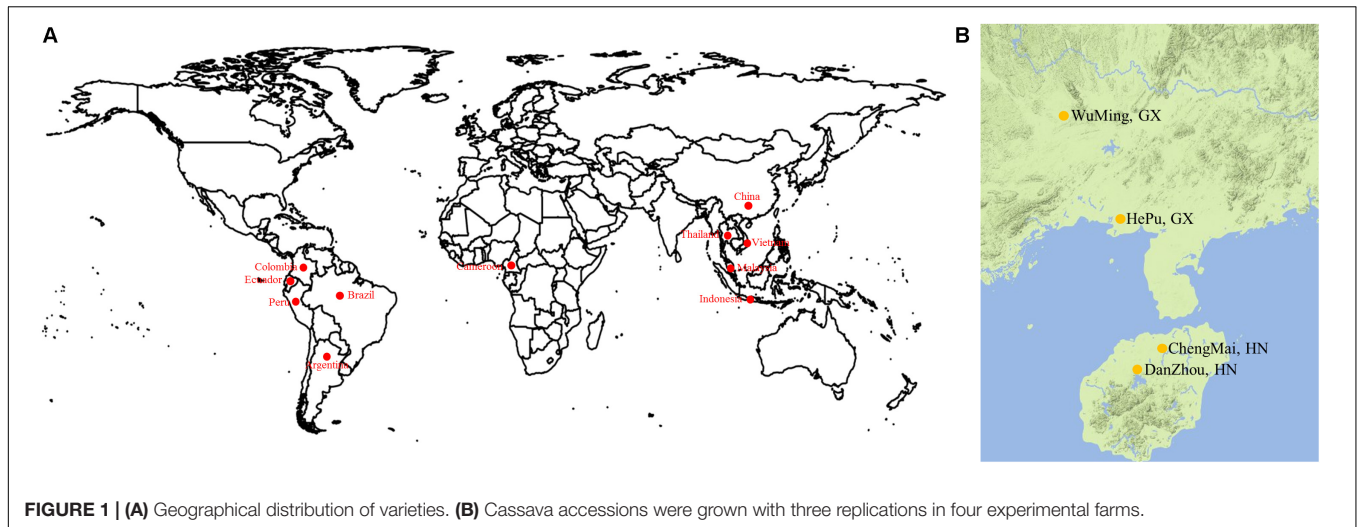 A
China
Thailand
Vietnam
Malaysia
Cameroon
Colombia
Ecuador
Peru
Brazil
Indonesia
Argentina
B
WuMing, GX
HePu, GX
ChengMai, HN
DanZhou, HN
FIGURE 1 | (A) Geographical distribution of varieties. (B) Cassava accessions were grown with three replications in four experimental farms.